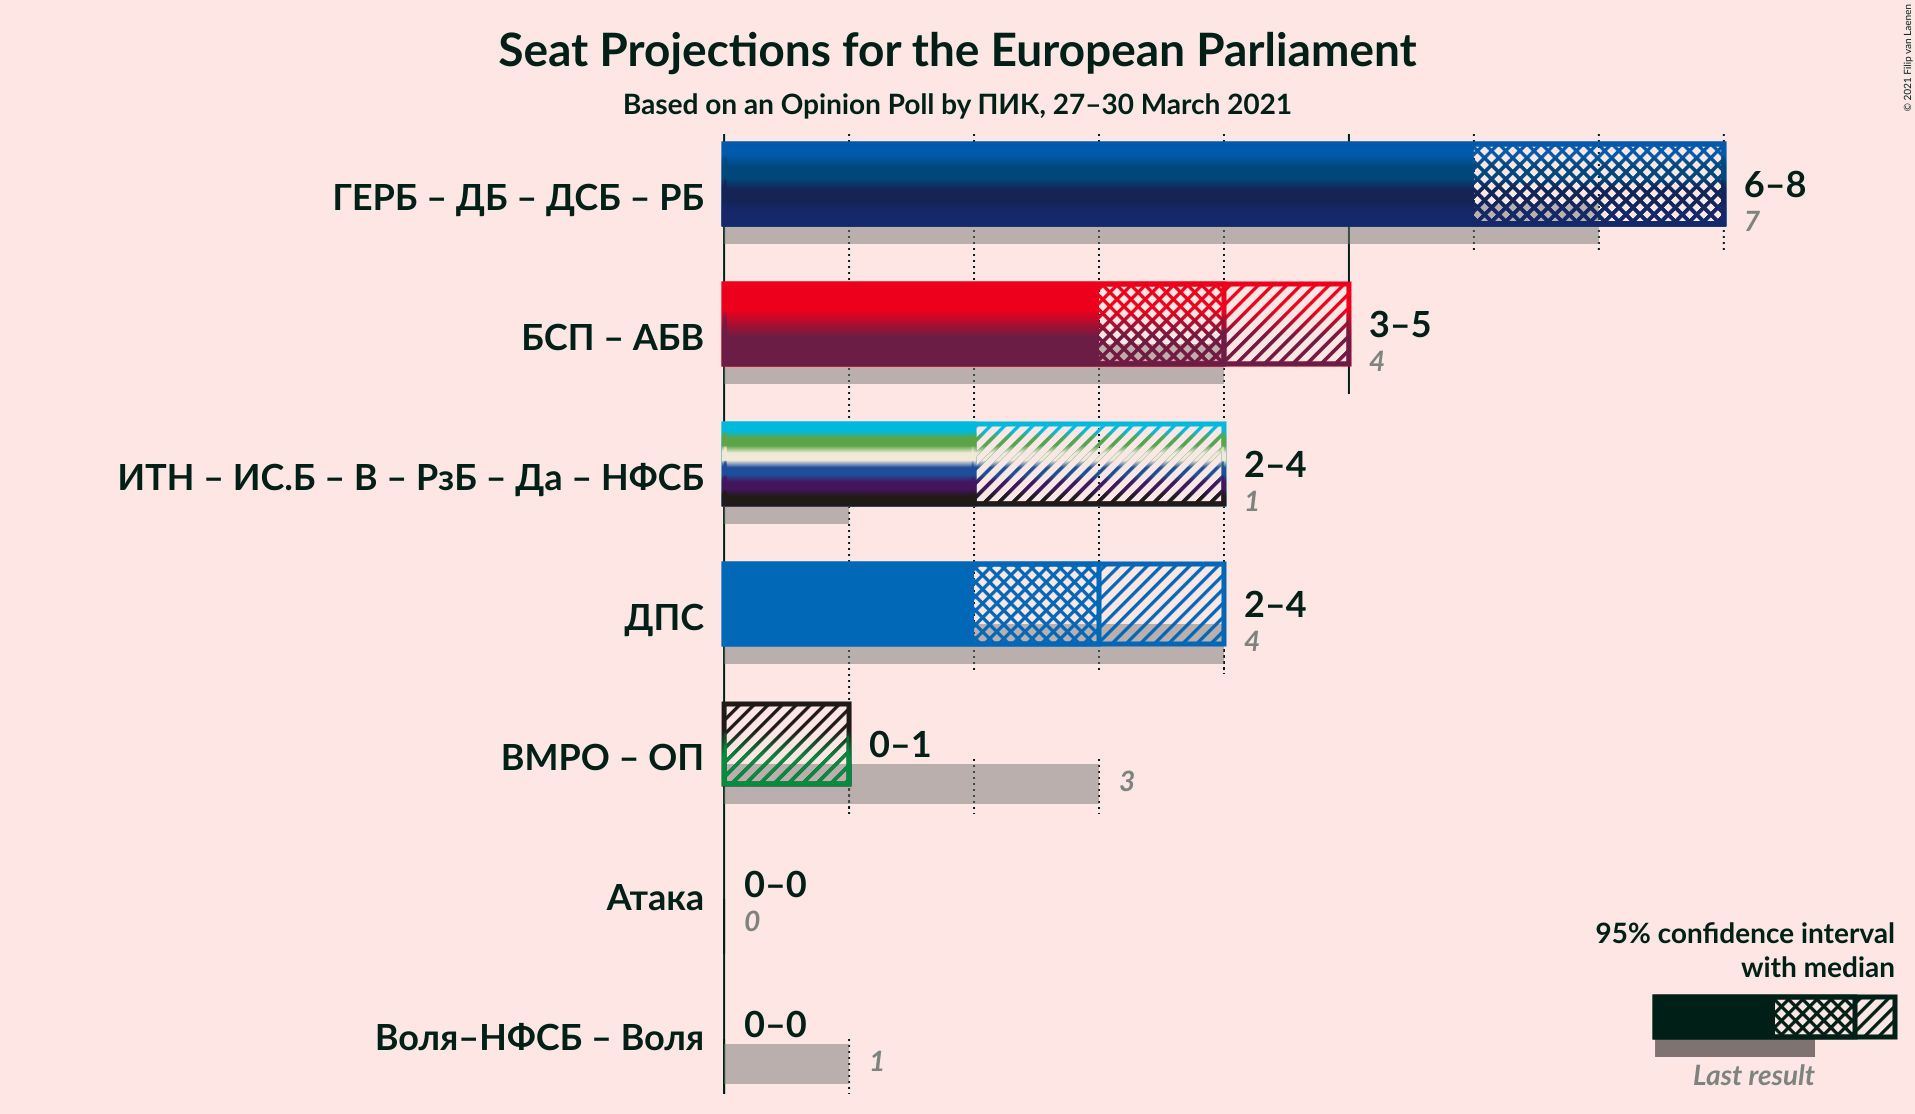 Seat Projections for the European Parliament
Based on an Opinion Poll by ПИК, 27–30 March 2021
© 2021 Filip van Laenen
ГЕРБ – ДБ – ДСБ – РБ
6–8
7
БСП – АБВ
3–5
4
ИТН – ИС.Б – В – РзБ – Да – НФСБ
2–4
1
ДПС
2–4
4
ВМРО – ОП
0–1
3
Атака
0–0
0
Воля–НФСБ – Воля
0–0
1
95% confidence interval
with median
Last result